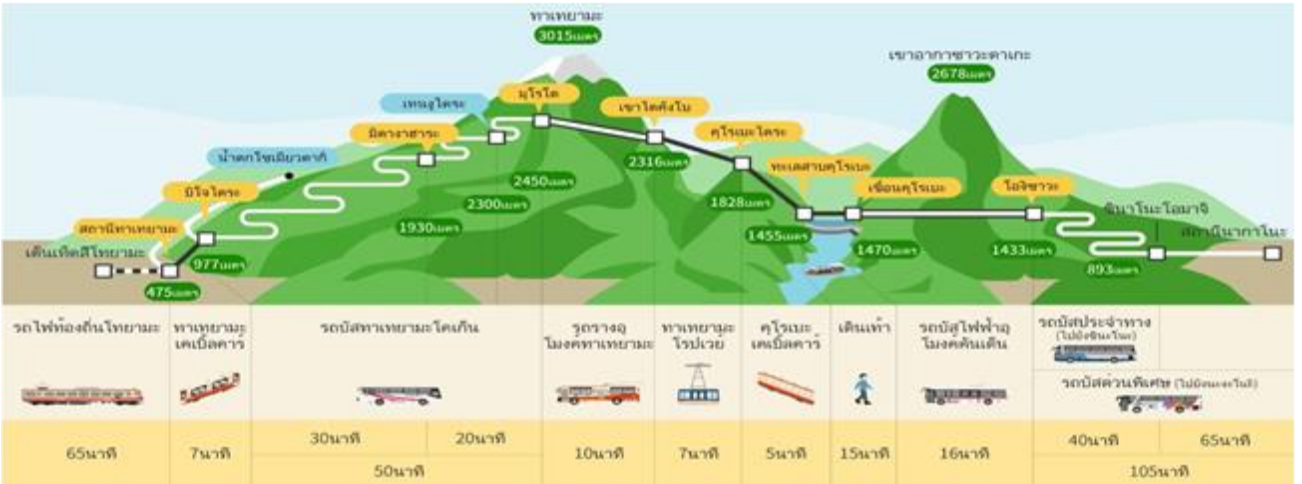 ทาเทยามะ
3015เมตร
เขาอากาซาวะดาเกะ
2678เมตร
เทนงูไดระ
มุโรโด
เขาไดคังโบ
มิดางาฮาระ
คุโรเบะไดระ
น้ำตกโชเมียวดากิ
2316เมตร
ทะเลสาบคุโรเบะ
บิโจไดระ
2450เมตร
เขื่อนคุโรเบะ
โองิซาวะ
2300เมตร
1828เมตร
ชินาโนะโอมาจิ
สถานีทาเทยามะ
1930เมตร
1455เมตร
สถานีนากาโนะ
เด็นเท็ตสึโทยามะ
977เมตร
1470เมตร
1433เมตร
893เมตร
475เมตร
รถไฟท้องถิ่นโทยามะ
ทาเทยามะ
เคเบิ้ลคาร์
รถบัสทาเทยามะโคเก็น
รถรางอุ
โมงค์ทาเทยามะ
ทาเทยามะ
โรปเวย์
คุโรเบะ
เคเบิ้ลคาร์
เดินเท้า
รถบัสไฟฟ้าอุ
โมงค์คันเด็น
รถบัสประจำทาง
รถบัสด่วนพิเศษ
65นาที
7นาที
30นาที
20นาที
50นาที
10นาที
7นาที
5นาที
15นาที
16นาที
40นาที
65นาที
105นาที